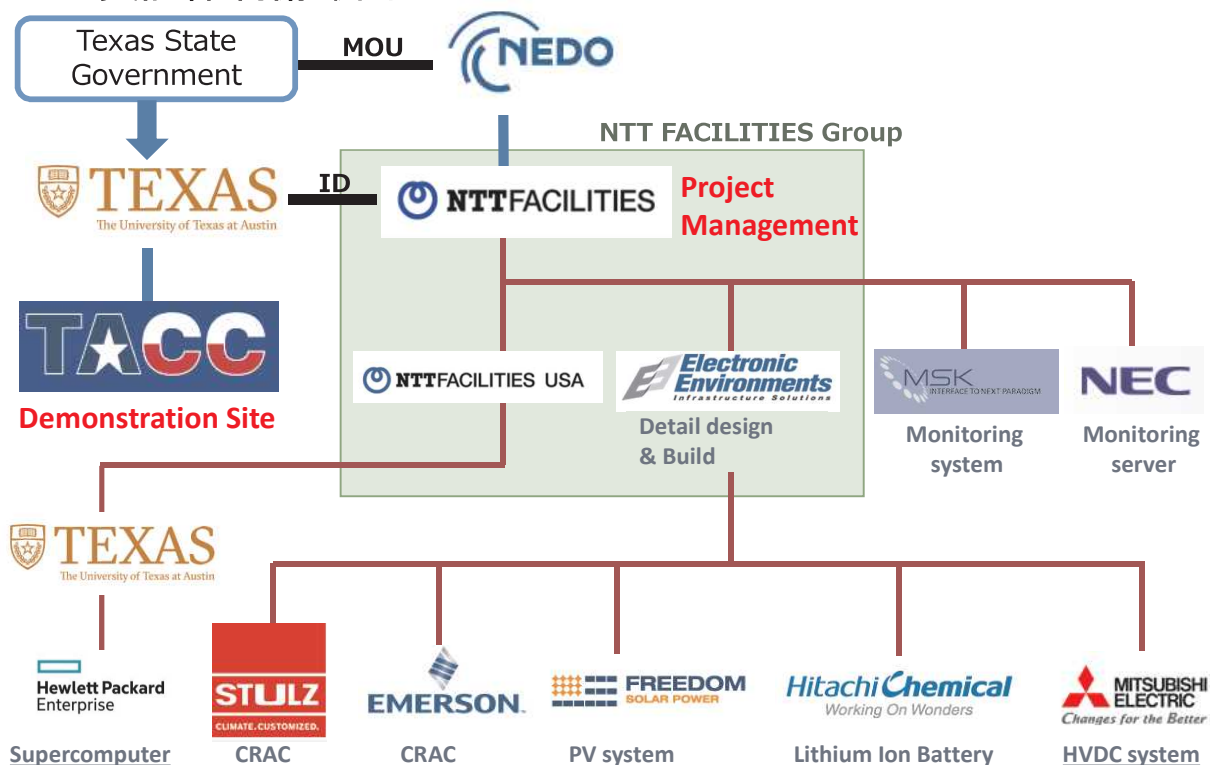 Texas State
Government
MOU
NEDO
NTT FACILITIES Group
TEXAS
The University of Texas at Austin
ID
NTTFACILITIES
Project
Management
TACC
Demonstration Site
NTTFACILITIES USA
Electronic
Environments
Infrastructure Solutions
Detail design
& Build
MSK
INTERFACE TO NEXT PARADIGM
Monitoring
system
NEC
Monitoring
server
TEXAS
The University of Texas at Austin
Hewlett Packard
Enterprise
Supercomputer
STULZ
CLIMATE. CUSTOMIZED.
CRAC
EMERSON.
CRAC
FREEDOM
SOLAR POWER
PV system
Hitachi Chemical
Working On Wonders
Lithium Ion Battery
MITSUBISHI
ELECTRIC
Changes for the Better
HVDC system